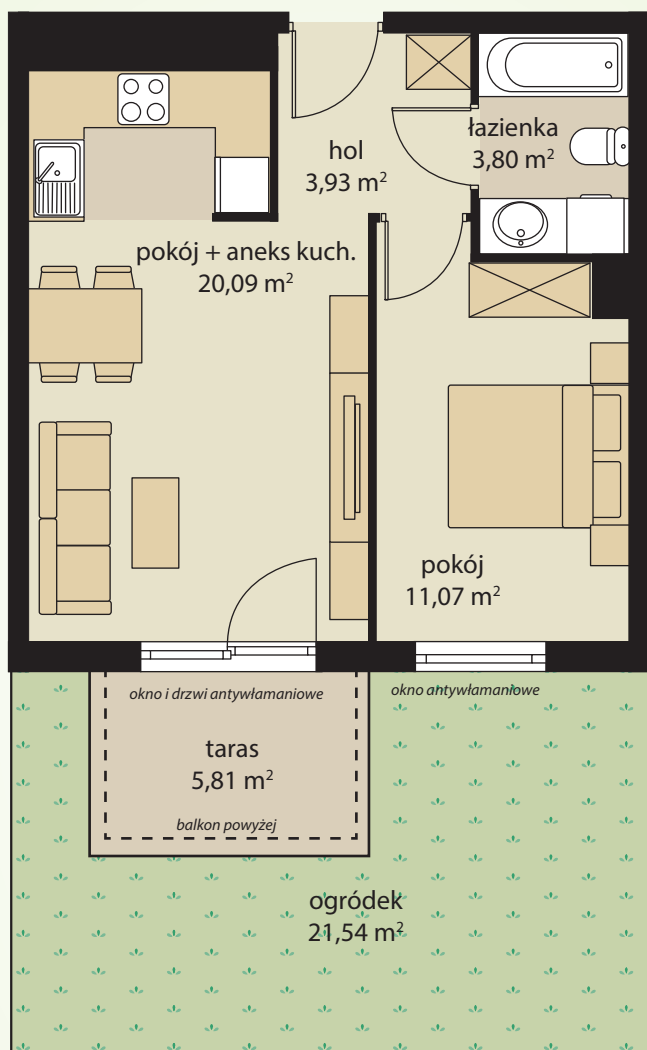 hol
3,93 m²
łazienka
3,80 m²
pokój + aneks kuch.
20,09 m²
pokój
11,07 m²
okno i drzwi antywłamaniowe
okno antywłamaniowe
taras
5,81 m²
balkon powyżej
ogródek
21,54 m²